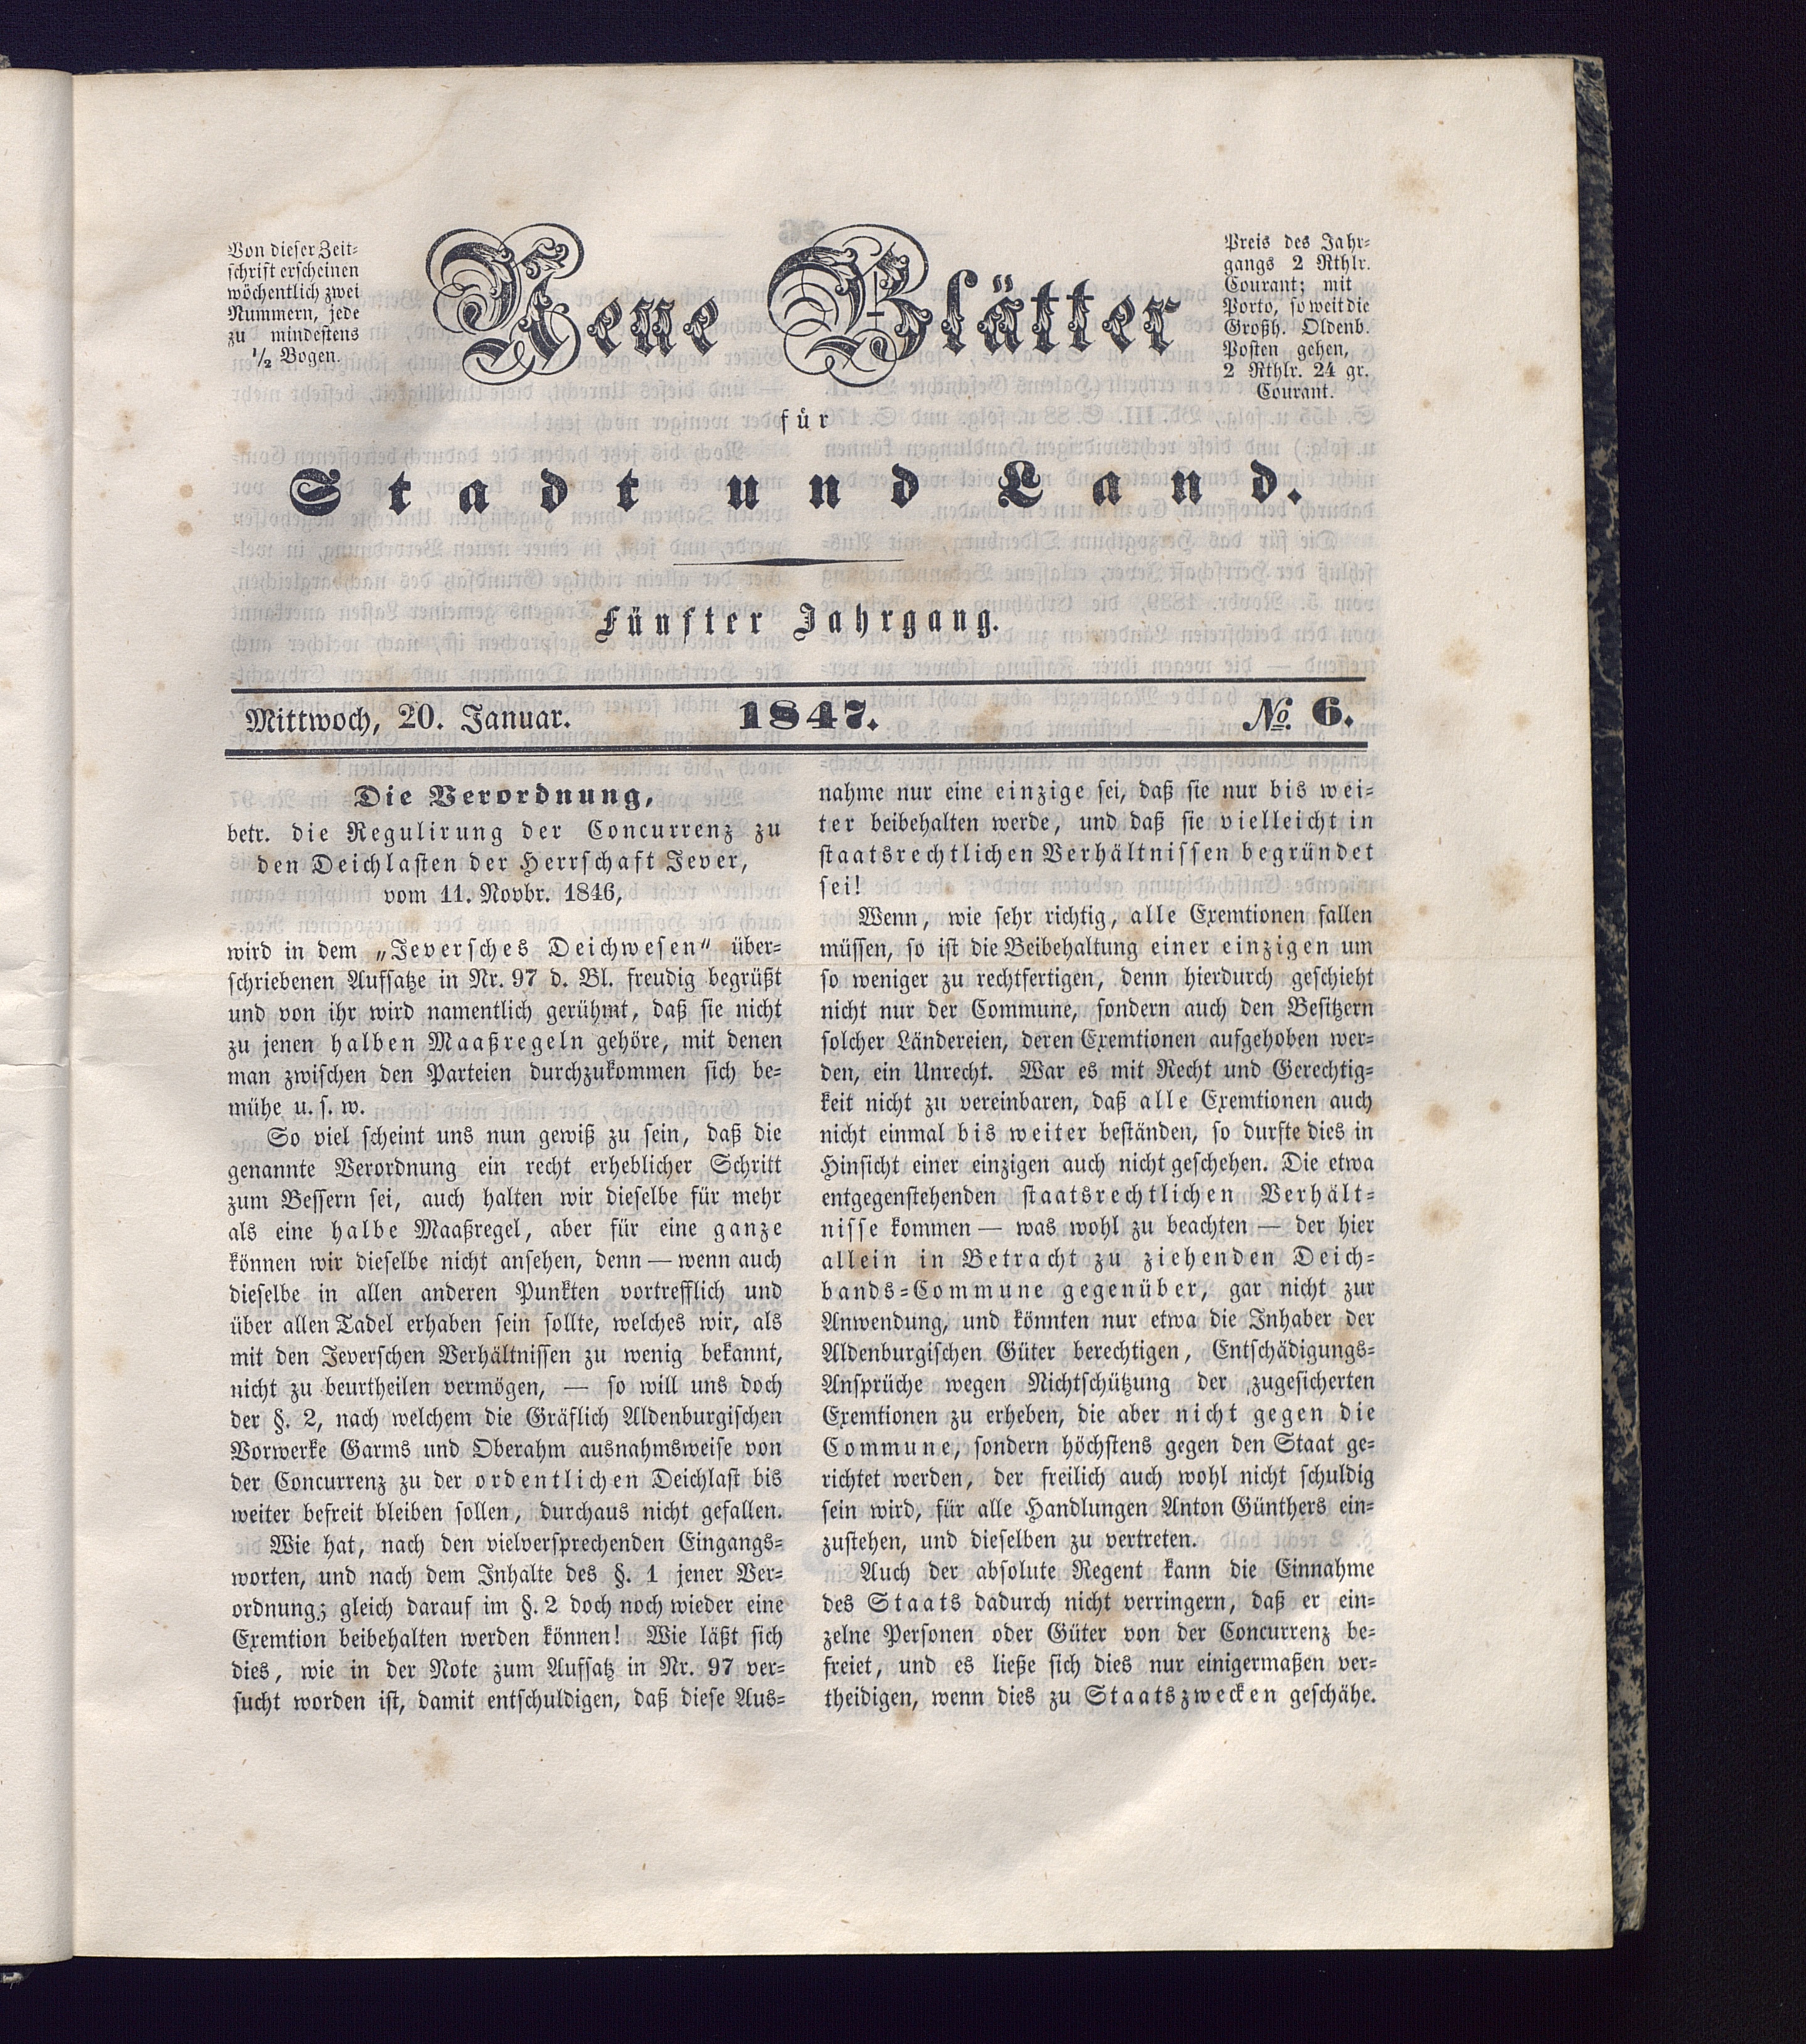 Von dieser Zeit-
schrift erscheinen
wöchentlich zwei
Nummern, jede
zu mindestens
½ Bogen.
Neue Blätter
Preis des Jahr-
gangs 2 Rthlr.
Courant; mit
Porto, so weit die
Großh. Oldenb.
Posten gehen,
2 Rthlr. 24 gr.
Courant.
für
Stadt und Land.
Fünfter Jahrgang.
Mittwoch, 20. Januar. 1847. № 6.
Die Verordnung,
betr. die Regulirung der Concurrenz zu
den Deichlasten der Herrschaft Jever,
vom 11. Novbr. 1846,
wird in dem „Jeversches Deichwesen" über-
schriebenen Aufsatze in Nr. 97 d. Bl. freudig begrüßt
und von ihr wird namentlich gerühmt, daß sie nicht
zu jenen halben Maaßregeln gehöre, mit denen
man zwischen den Parteien durchzukommen sich be-
mühe u. s. w.
So viel scheint uns nun gewiß zu sein, daß die
genannte Verordnung ein recht erheblicher Schritt
zum Bessern sei, auch halten wir dieselbe für mehr
als eine halbe Maaßregel, aber für eine ganze
können wir dieselbe nicht ansehen, denn — wenn auch
dieselbe in allen anderen Punkten vortrefflich und
über allen Tadel erhaben sein sollte, welches wir, als
mit den Jeverschen Verhältnissen zu wenig bekannt,
nicht zu beurtheilen vermögen, — so will uns doch
der §. 2, nach welchem die Gräflich Aldenburgischen
Vorwerke Garms und Oberahm ausnahmsweise von
der Concurrenz zu der ordentlichen Deichlast bis
weiter befreit bleiben sollen, durchaus nicht gefallen.
Wie hat, nach den vielversprechenden Eingangs-
worten, und nach dem Inhalte des §. 1 jener Ver-
ordnung; gleich darauf im §. 2 doch noch wieder eine
Exemtion beibehalten werden können! Wie läßt sich
dies, wie in der Note zum Aufsatz in Nr. 97 ver-
sucht worden ist, damit entschuldigen, daß diese Aus-
nahme nur eine einzige sei, daß sie nur bis wei-
ter beibehalten werde, und daß sie vielleicht in
staatsrechtlichen Verhältnissen begründet
sei!
Wenn, wie sehr richtig, alle Exemtionen fallen
müssen, so ist die Beibehaltung einer einzigen um
so weniger zu rechtfertigen, denn hierdurch geschieht
nicht nur der Commune, sondern auch den Besitzern
solcher Ländereien, deren Exemtionen aufgehoben wer-
den, ein Unrecht. War es mit Recht und Gerechtig-
keit nicht zu vereinbaren, daß alle Exemtionen auch
nicht einmal bis weiter beständen, so durfte dies in
Hinsicht einer einzigen auch nicht geschehen. Die etwa
entgegenstehenden staatsrechtlichen Verhält-
nisse kommen — was wohl zu beachten — der hier
allein in Betracht zu ziehenden Deich-
bands-Commune gegenüber, gar nicht zur
Anwendung, und könnten nur etwa die Inhaber der
Aldenburgischen Güter berechtigen, Entschädigungs-
Ansprüche wegen Nichtschützung der zugesicherten
Exemtionen zu erheben, die aber nicht gegen die
Commune, sondern höchstens gegen den Staat ge-
richtet werden, der freilich auch wohl nicht schuldig
sein wird, für alle Handlungen Anton Günthers ein-
zustehen, und dieselben zu vertreten.
Auch der absolute Regent kann die Einnahme
des Staats dadurch nicht verringern, daß er ein-
zelne Personen oder Güter von der Concurrenz be-
freiet, und es ließe sich dies nur einigermaßen ver-
theidigen, wenn dies zu Staatszwecken geschähe.